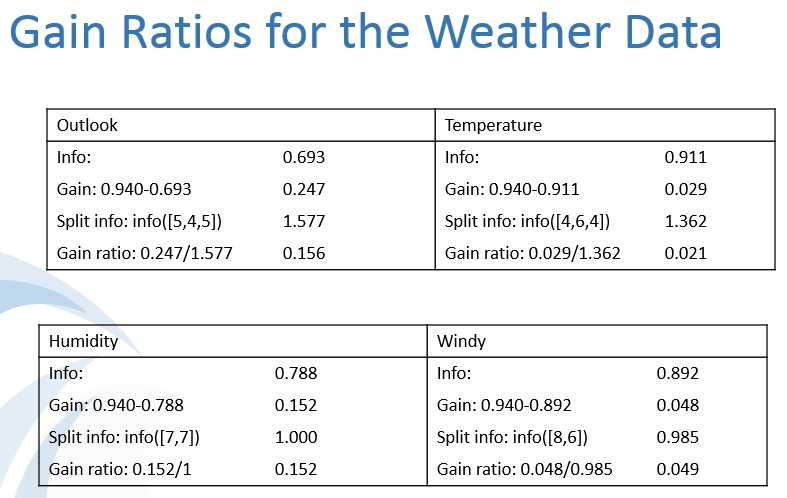 Gain Ratios for the Weather Data
Outlook Temperature
Info: 0.693 Info: 0.911
Gain: 0.940-0.693 0.247 Gain: 0.940-0.911 0.029
Split info: info([5,4,5]) 1.577 Split info: info([4,6,4]) 1.362
Gain ratio: 0.247/1.577 0.156 Gain ratio: 0.029/1.362 0.021
Humidity Windy
Info: 0.788 Info: 0.892
Gain: 0.940-0.788 0.152 Gain: 0.940-0.892 0.048
Split info: info([7,7]) 1.000 Split info: info([8,6]) 0.985
Gain ratio: 0.152/1 0.152 Gain ratio: 0.048/0.985 0.049